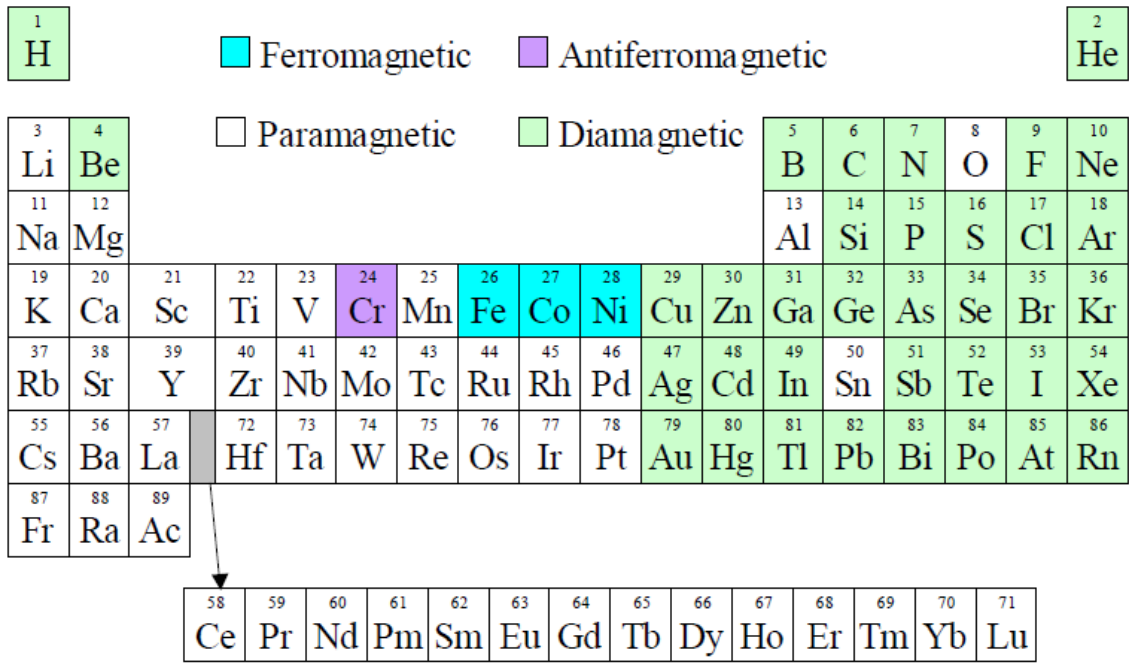 1 2
H Ferromagnetic Antiferromagnetic He
3 4 Paramagnetic Diamagnetic 5 6 7 8 9 10
Li Be B C N O F Ne
11 12 13 14 15 16 17 18
Na Mg Al Si P S Cl Ar
19 20 21 22 23 24 25 26 27 28 29 30 31 32 33 34 35 36
K Ca Sc Ti V Cr Mn Fe Co Ni Cu Zn Ga Ge As Se Br Kr
37 38 39 40 41 42 43 44 45 46 47 48 49 50 51 52 53 54
Rb Sr Y Zr Nb Mo Tc Ru Rh Pd Ag Cd In Sn Sb Te I Xe
55 56 57 72 73 74 75 76 77 78 79 80 81 82 83 84 85 86
Cs Ba La Hf Ta W Re Os Ir Pt Au Hg Tl Pb Bi Po At Rn
87 88 89
Fr Ra Ac
58 59 60 61 62 63 64 65 66 67 68 69 70 71
Ce Pr Nd Pm Sm Eu Gd Tb Dy Ho Er Tm Yb Lu